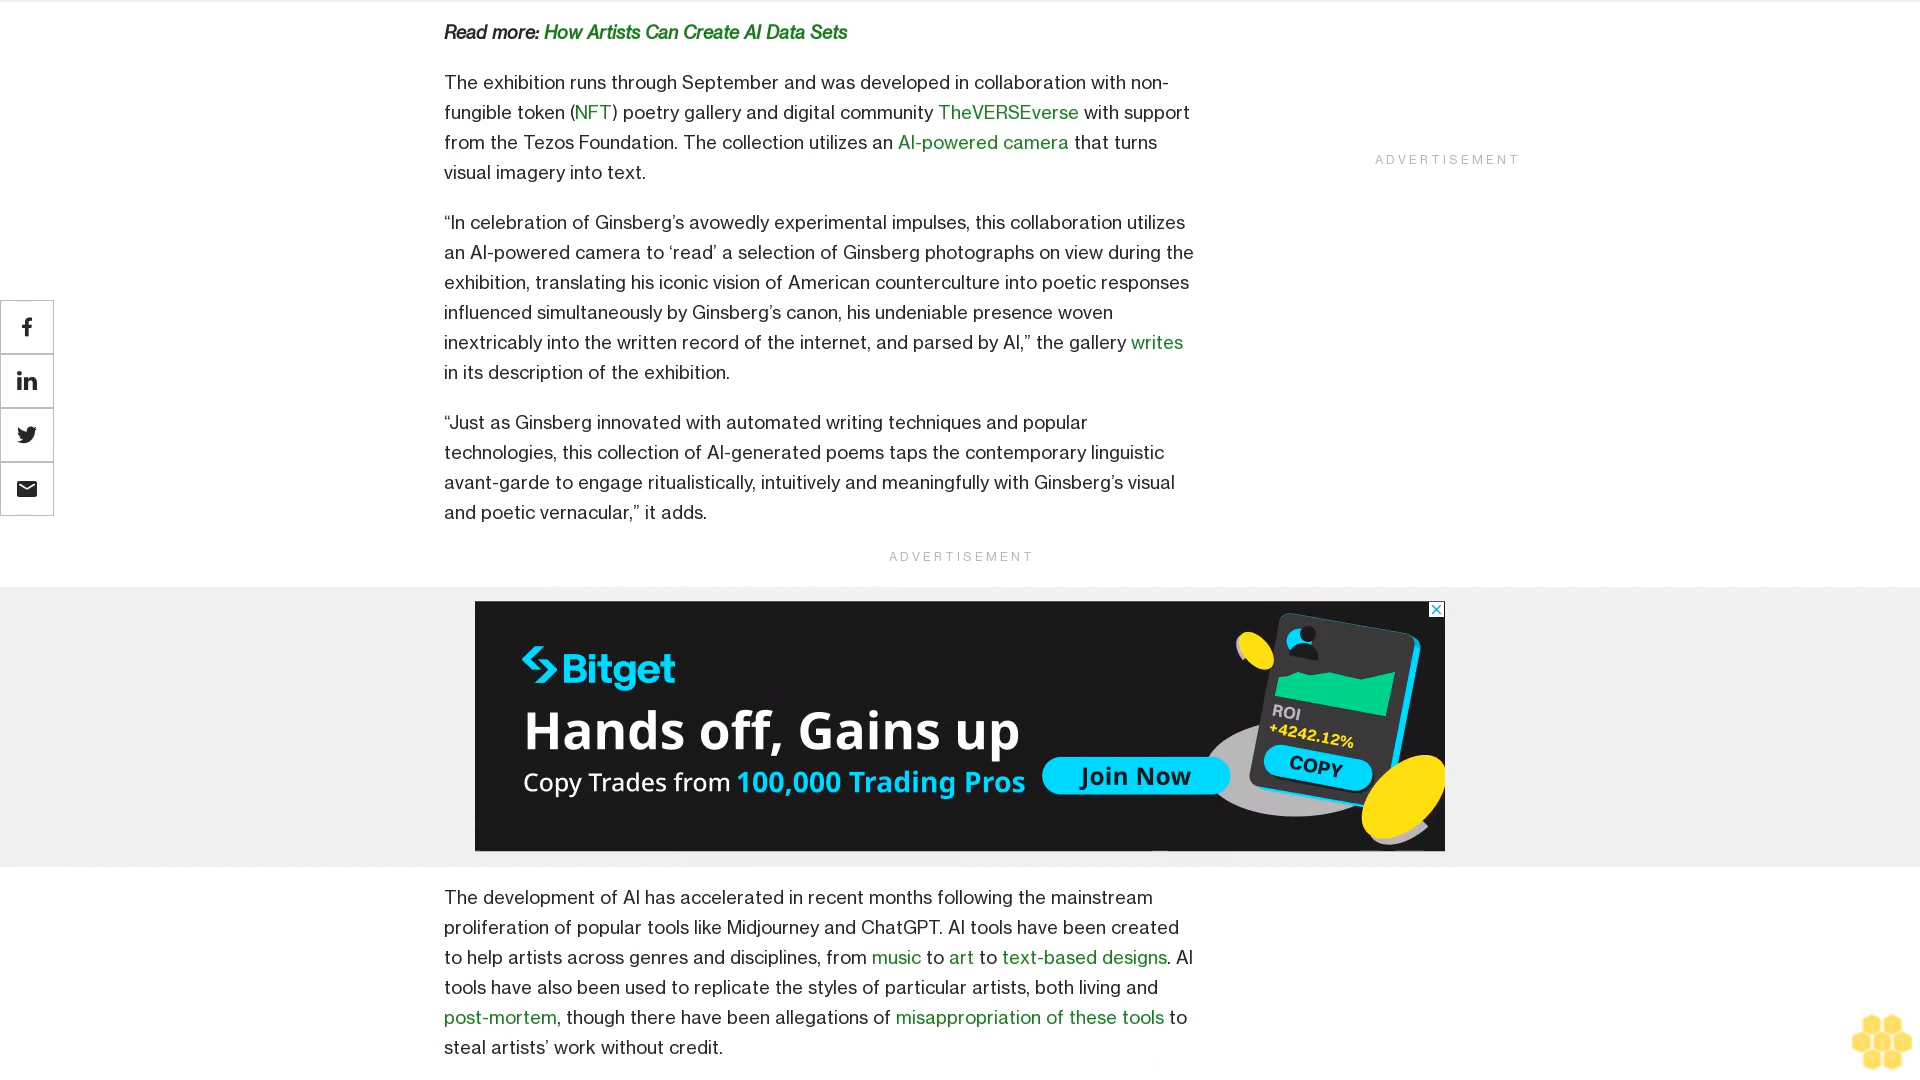 Read more: How Artists Can Create AI Data Sets
The exhibition runs through September and was developed in collaboration with non-
fungible token (NFT) poetry gallery and digital community TheVERSEverse with support
from the Tezos Foundation. The collection utilizes an AI-powered camera that turns
visual imagery into text.
ADVERTISEMENT
“In celebration of Ginsberg’s avowedly experimental impulses, this collaboration utilizes
an AI-powered camera to ‘read’ a selection of Ginsberg photographs on view during the
exhibition, translating his iconic vision of American counterculture into poetic responses
influenced simultaneously by Ginsberg’s canon, his undeniable presence woven
inextricably into the written record of the internet, and parsed by AI,” the gallery writes
in its description of the exhibition.
“Just as Ginsberg innovated with automated writing techniques and popular
technologies, this collection of AI-generated poems taps the contemporary linguistic
avant-garde to engage ritualistically, intuitively and meaningfully with Ginsberg’s visual
and poetic vernacular,” it adds.
ADVERTISEMENT
Bitget
Hands off, Gains up
Copy Trades from 100,000 Trading Pros
Join Now
ROI
+4242.12%
COPY
The development of AI has accelerated in recent months following the mainstream
proliferation of popular tools like Midjourney and ChatGPT. AI tools have been created
to help artists across genres and disciplines, from music to art to text-based designs. AI
tools have also been used to replicate the styles of particular artists, both living and
post-mortem, though there have been allegations of misappropriation of these tools to
steal artists’ work without credit.